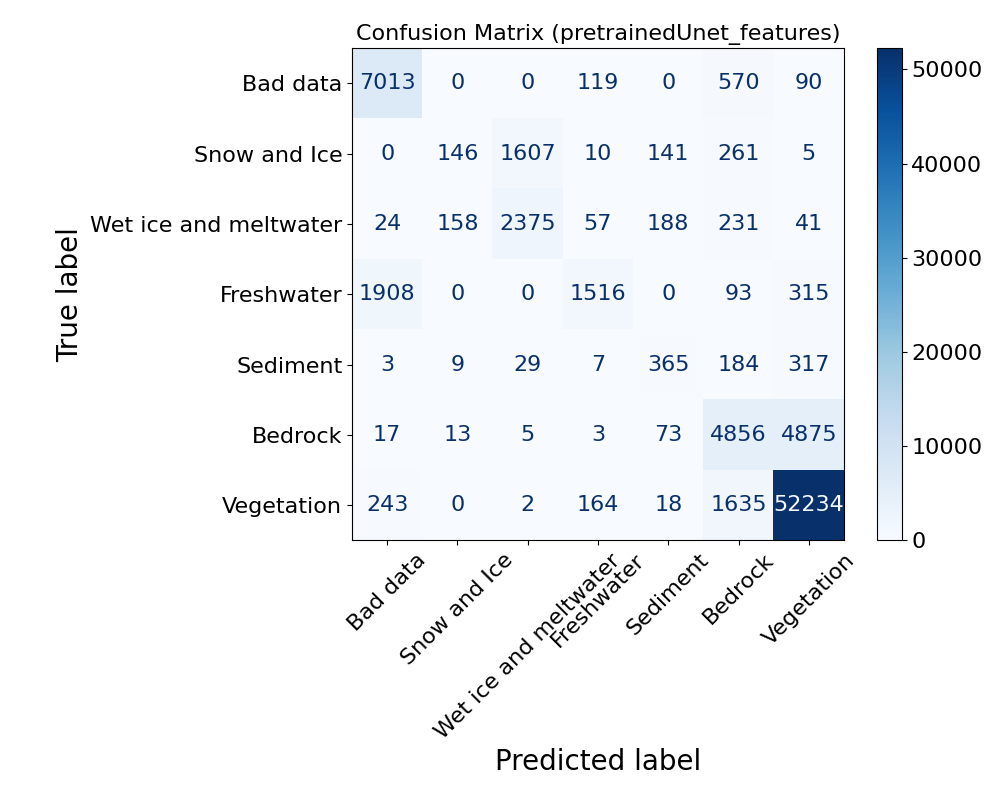 Confusion Matrix (pretrainedUnet_features)
Bad data 7013 0 0 119 0 570 90
Snow and Ice 0 146 1607 10 141 261 5
Wet ice and meltwater 24 158 2375 57 188 231 41
Freshwater 1908 0 0 1516 0 93 315
Sediment 3 9 29 7 365 184 317
Bedrock 17 13 5 3 73 4856 4875
Vegetation 243 0 2 164 18 1635 52234
True label
Bad data
Snow and Ice
Wet ice and meltwater
Freshwater
Sediment
Bedrock
Vegetation
Predicted label
50000
40000
30000
20000
10000
0